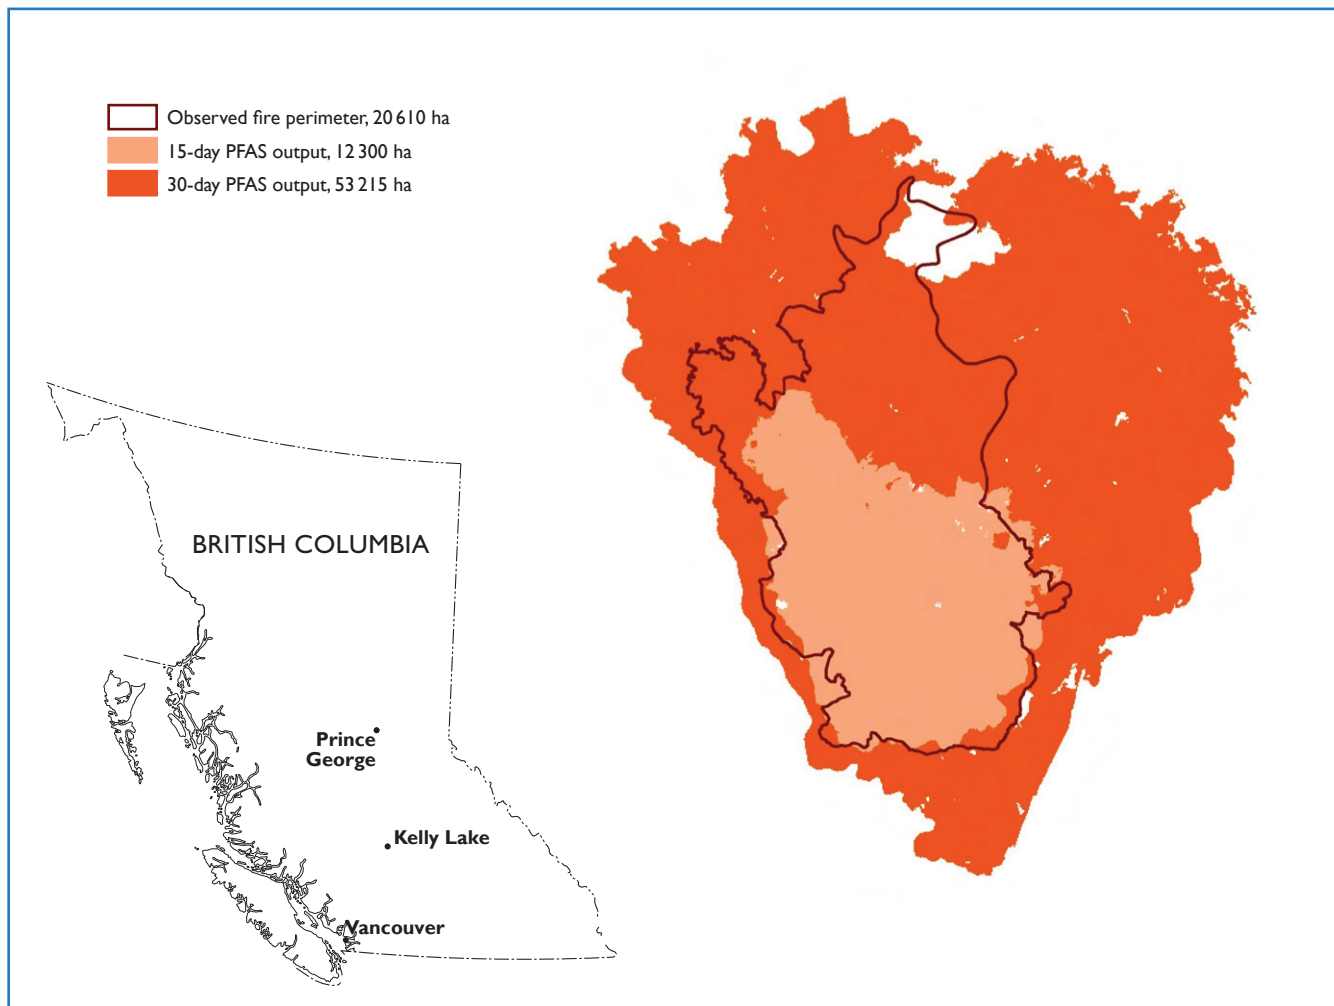 Observed fire perimeter, 20 610 ha
15-day PFAS output, 12 300 ha
30-day PFAS output, 53 215 ha
BRITISH COLUMBIA
Prince
George
Kelly Lake
Vancouver